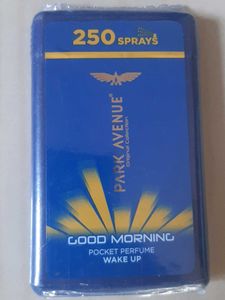 250 SPRAYS
PARK AVENUE®
Original Collection
GOOD MORNING
POCKET PERFUME
WAKE UP